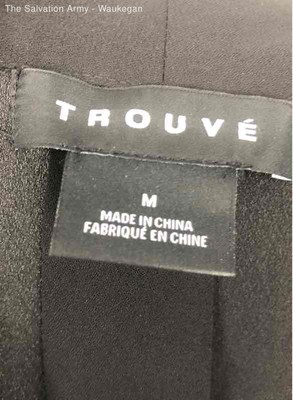 The Salvation Army - Waukegan
TROUVÉ
M
MADE IN CHINA
FABRIQUÉ EN CHINE